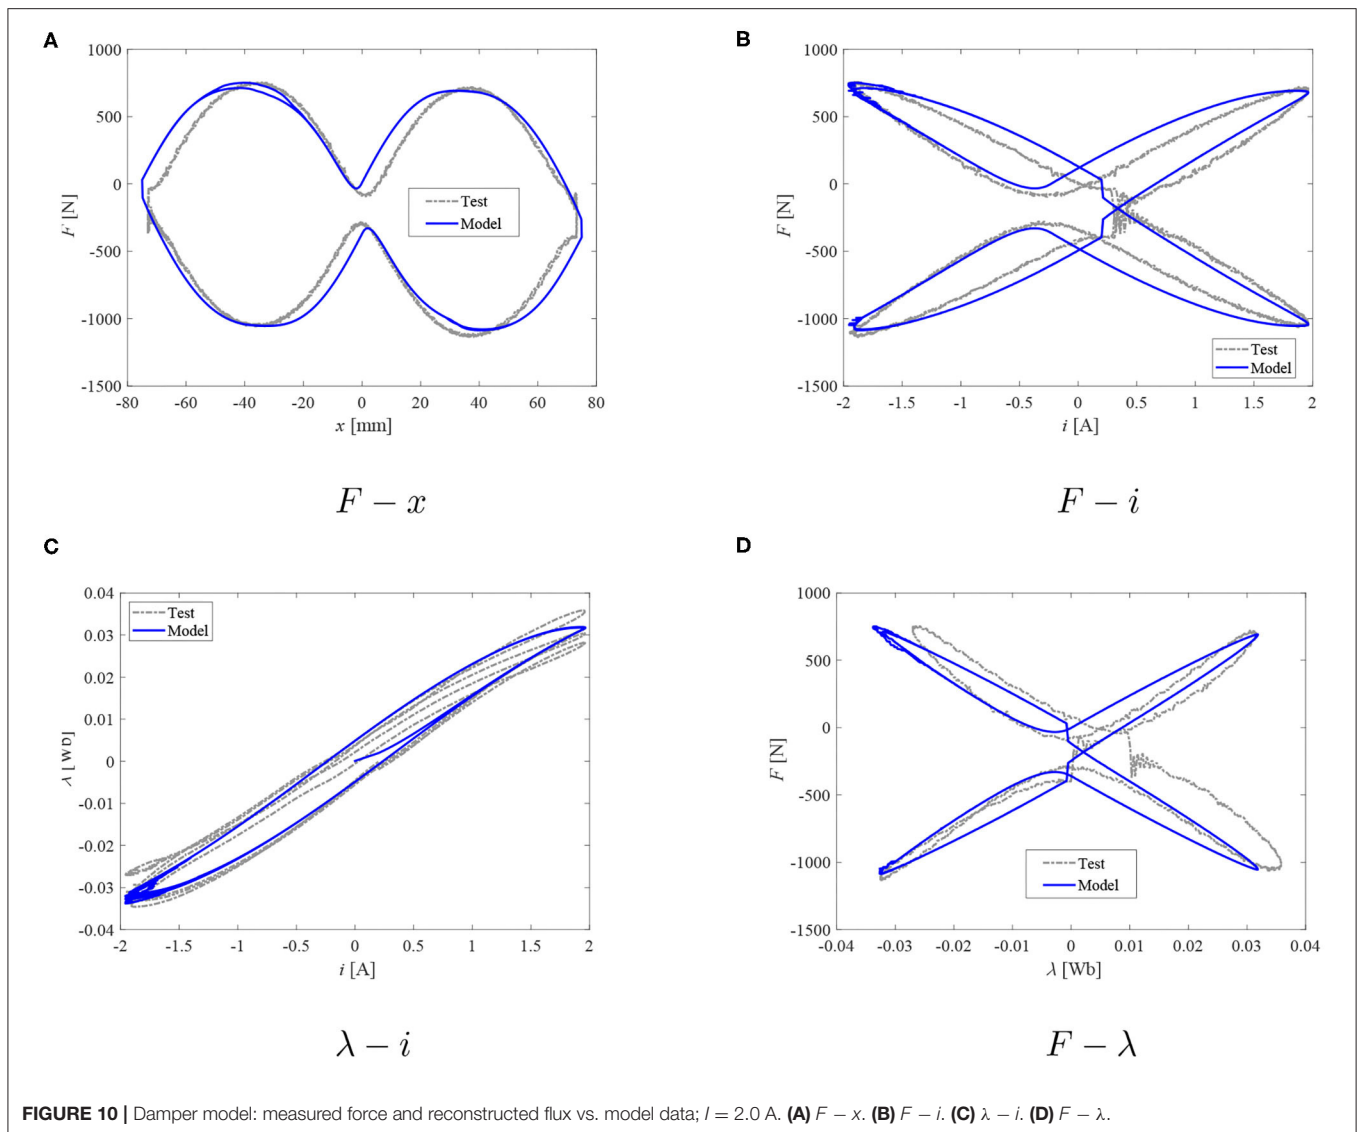 A
1000
500
0
-500
-1000
-1500
F [N]
-80 -60 -40 -20 0 20 40 60 80
x [mm]
Test
Model
F − x
B
1000
500
0
-500
-1000
-1500
F [N]
-2 -1.5 -1 -0.5 0 0.5 1 1.5 2
i [A]
Test
Model
F − i
C
0.04
0.03
0.02
0.01
0
-0.01
-0.02
-0.03
-0.04
λ [Wb]
-2 -1.5 -1 -0.5 0 0.5 1 1.5 2
i [A]
Test
Model
λ − i
D
1000
500
0
-500
-1000
-1500
F [N]
-0.04 -0.03 -0.02 -0.01 0 0.01 0.02 0.03 0.04
λ [Wb]
Test
Model
F − λ
FIGURE 10 | Damper model: measured force and reconstructed flux vs. model data; I = 2.0 A. (A) F − x. (B) F − i. (C) λ − i. (D) F − λ.